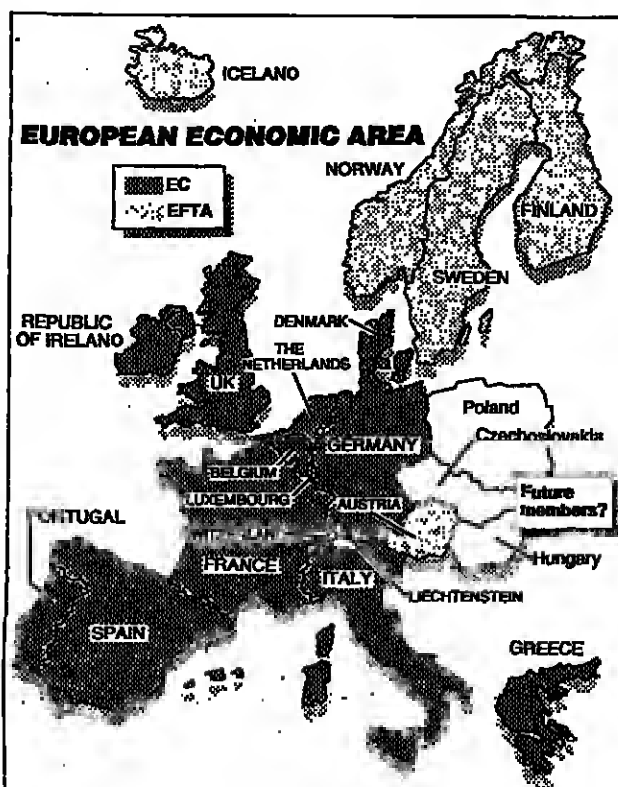 ICELAND
EUROPEAN ECONOMIC AREA
EC
EFTA
NORWAY
FINLAND
SWEDEN
REPUBLIC
OF IRELAND
DENMARK
THE
NETHERLANDS
UK
Poland
Czechoslovakia
GERMANY
BELGIUM
LUXEMBOURG
AUSTRIA
Future
members?
PORTUGAL
Hungary
FRANCE
ITALY
LIECHTENSTEIN
SPAIN
GREECE